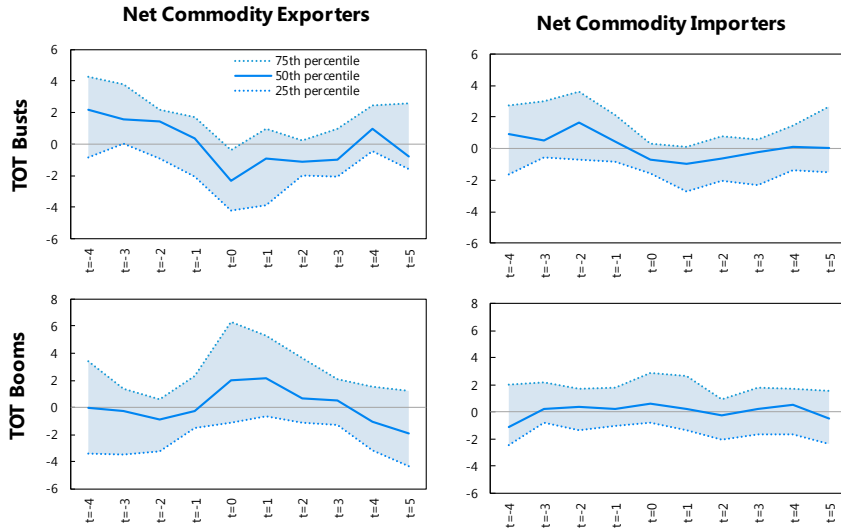 Net Commodity Exporters
Net Commodity Importers
TOT Busts
6
4
2
0
-2
-4
-6
75th percentile
50th percentile
25th percentile
t=-4
t=-3
t=-2
t=-1
t=0
t=1
t=2
t=3
t=4
t=5
6
4
2
0
-2
-4
-6
t=-4
t=-3
t=-2
t=-1
t=0
t=1
t=2
t=3
t=4
t=5
TOT Booms
8
6
4
2
0
-2
-4
-6
t=-4
t=-3
t=-2
t=-1
t=0
t=1
t=2
t=3
t=4
t=5
8
6
4
2
0
-2
-4
-6
t=-4
t=-3
t=-2
t=-1
t=0
t=1
t=2
t=3
t=4
t=5